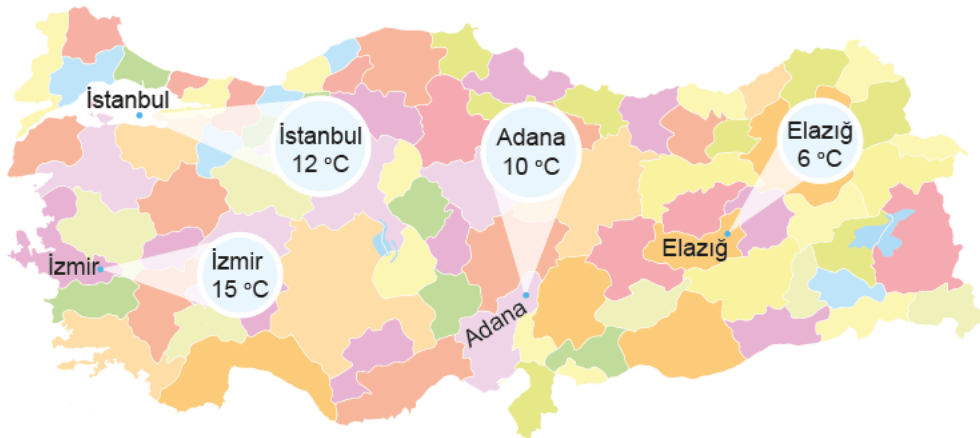 İstanbul
İstanbul
12 °C
Adana
10 °C
Elazığ
6 °C
Elazığ
İzmir
İzmir
15 °C
Adana